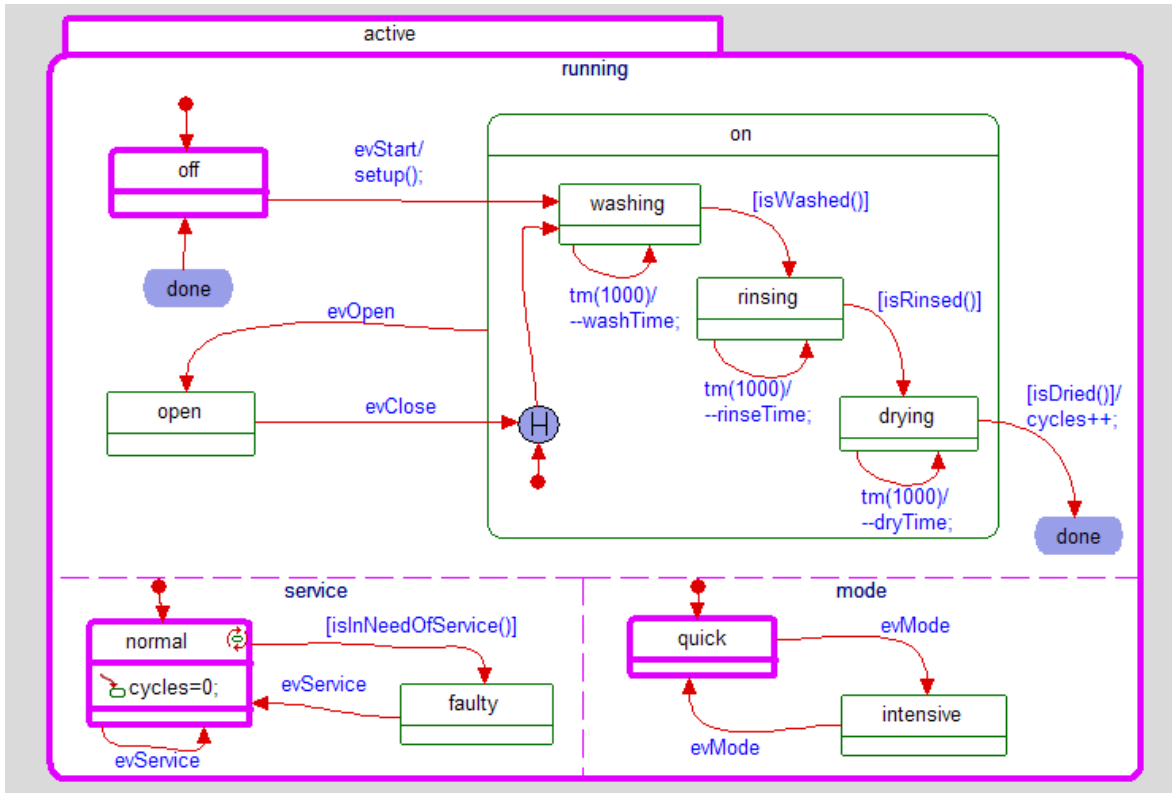 active
running
on
off
evStart/
setup();
washing
[isWashed()]
done
tm(1000)/
--washTime;
rinsing
[isRinsed()]
evOpen
tm(1000)/
--rinseTime;
open
evClose
H
drying
[isDried()]/
cycles++;
tm(1000)/
--dryTime;
done
service
normal
[isInNeedOfService()]
cycles=0;
evService
faulty
evService
mode
quick
evMode
intensive
evMode